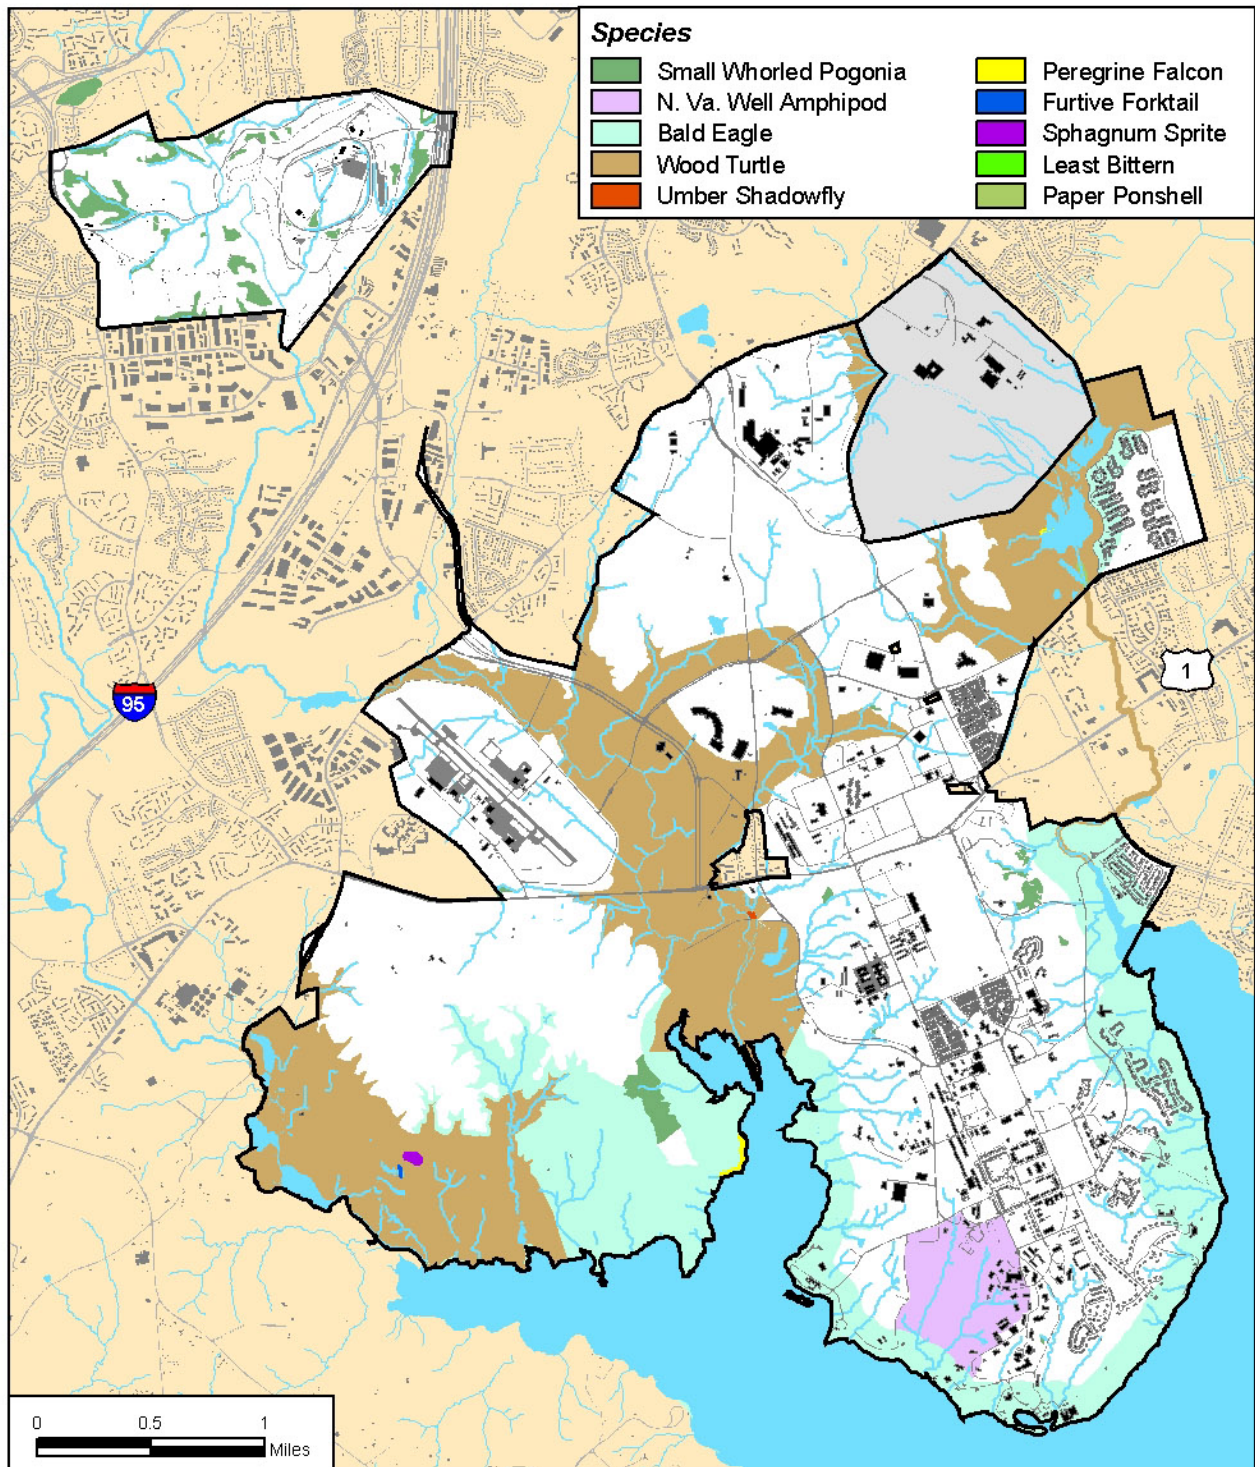 Species
Small Whorled Pogonia
N. Va. Well Amphipod
Bald Eagle
Wood Turtle
Umber Shadowfly
Peregrine Falcon
Furtive Forktail
Sphagnum Sprite
Least Bittern
Paper Ponshell
1
95
0 0.5 1
Miles